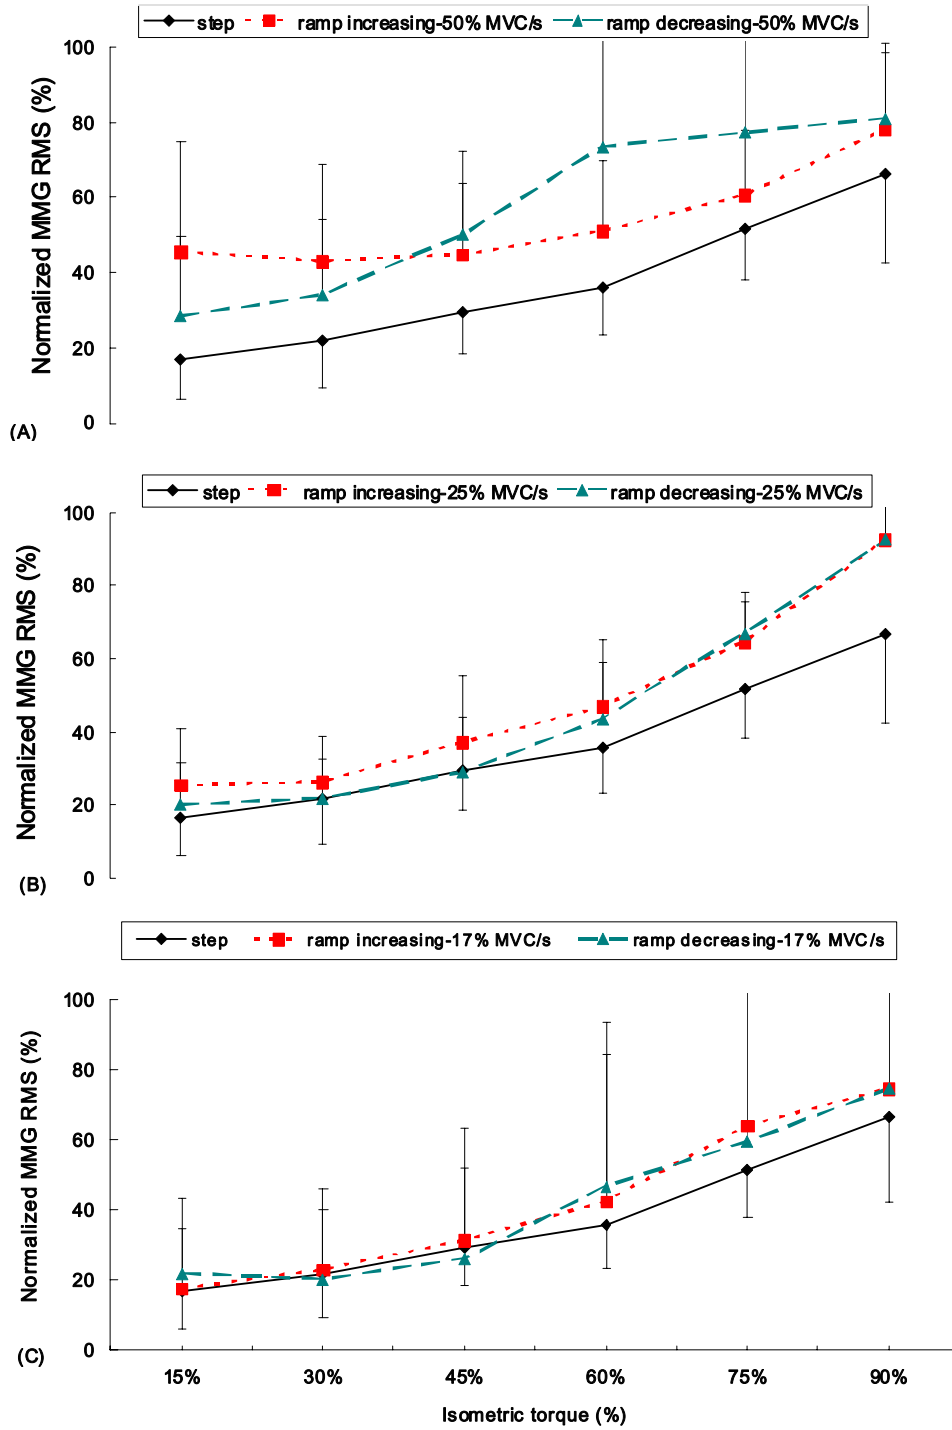 step ramp increasing-50% MVC/s ramp decreasing-50% MVC/s
100
80
60
40
20
0
Normalized MMG RMS (%)
(A)
step ramp increasing-25% MVC/s ramp decreasing-25% MVC/s
100
80
60
40
20
0
Normalized MMG RMS (%)
(B)
step ramp increasing-17% MVC/s ramp decreasing-17% MVC/s
100
80
60
40
20
0
Normalized MMG RMS (%)
(C)
15% 30% 45% 60% 75% 90%
Isometric torque (%)